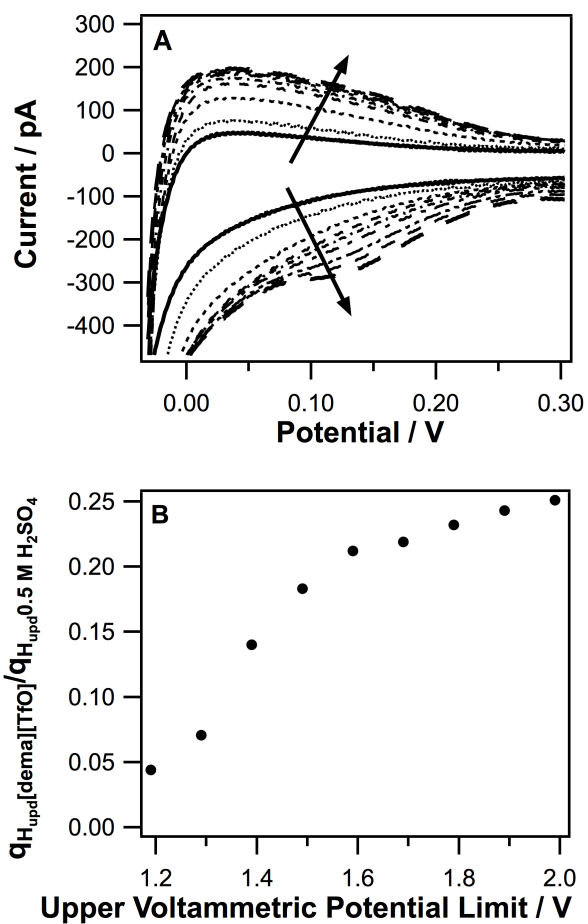 A
300
200
100
0
-100
-200
-300
-400
Current / pA
0.00 0.10 0.20 0.30
Potential / V
B
0.25
0.20
0.15
0.10
0.05
0.00
qHupd[dema][TfO]/qHupd0.5 M H2SO4
1.2 1.4 1.6 1.8 2.0
Upper Voltammetric Potential Limit / V